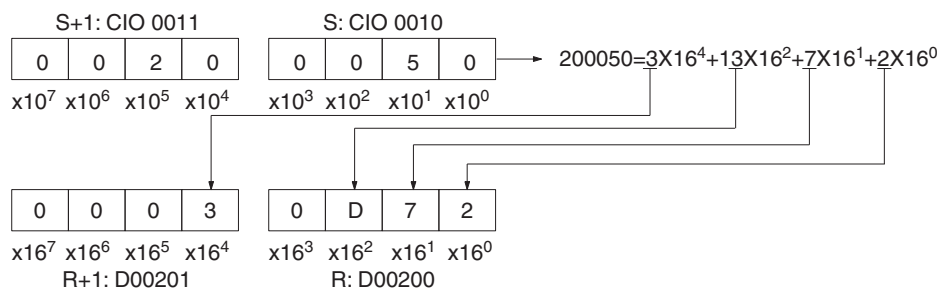 S+1: CIO 0011 S: CIO 0010
0 0 2 0 0 0 5 0 200050=3X16⁴+13X16²+7X16¹+2X16⁰
x10⁷ x10⁶ x10⁵ x10⁴ x10³ x10² x10¹ x10⁰
0 0 0 3 0 D 7 2
x16⁷ x16⁶ x16⁵ x16⁴ x16³ x16² x16¹ x16⁰
R+1: D00201 R: D00200